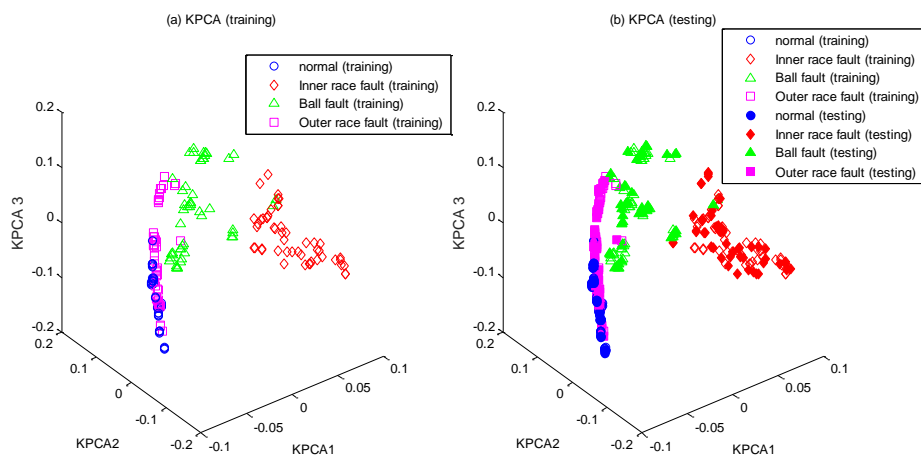 (a) KPCA (training)
normal (training)
Inner race fault (training)
Ball fault (training)
Outer race fault (training)
0.2
0.1
0
-0.1
-0.2
KPCA 3
0.2
0.1
0
-0.1
-0.2
KPCA2
-0.1
-0.05
0
0.05
0.1
KPCA1
(b) KPCA (testing)
normal (training)
Inner race fault (training)
Ball fault (training)
Outer race fault (training)
normal (testing)
Inner race fault (testing)
Ball fault (testing)
Outer race fault (testing)
0.2
0.1
0
-0.1
-0.2
KPCA 3
0.2
0.1
0
-0.1
-0.2
KPCA2
-0.1
-0.05
0
0.05
0.1
KPCA1